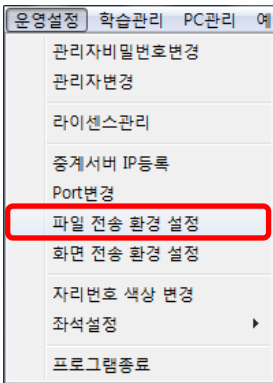 운영설정 학습관리 PC관리
관리자비밀번호변경
관리자변경
라이센스관리
중계서버 IP등록
Port변경
파일 전송 환경 설정
화면 전송 환경 설정
자리번호 색상 변경
좌석설정
프로그램종료